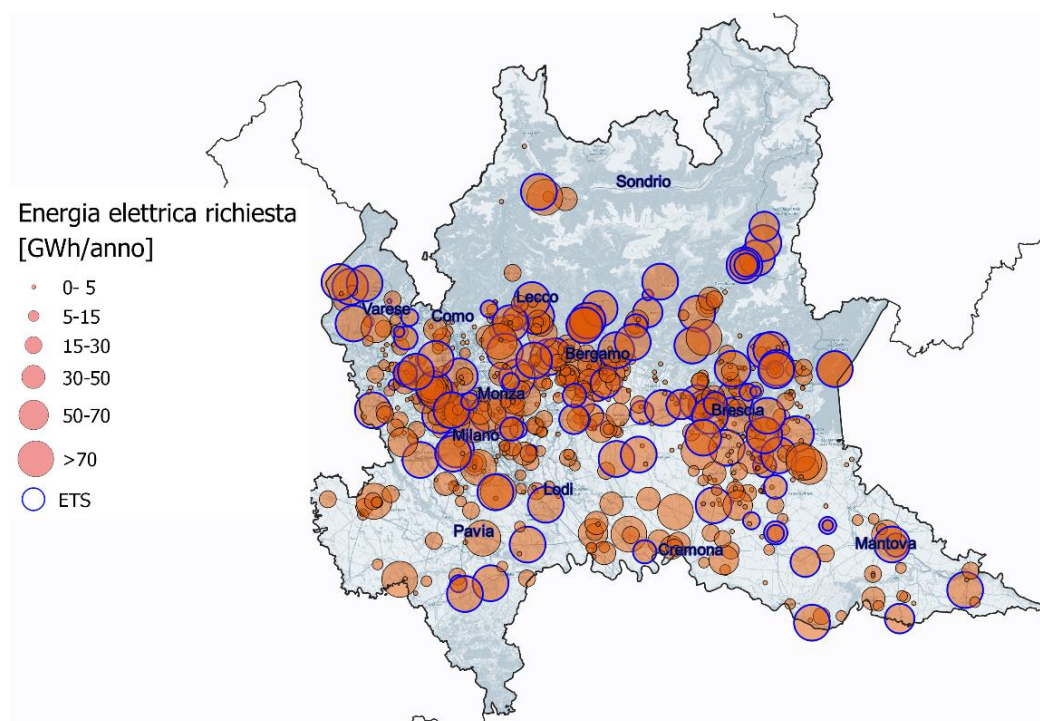 Energia elettrica richiesta
[GWh/anno]
0- 5
5-15
15-30
30-50
50-70
>70
ETS
Sondrio
Lecco
Varese
Como
Bergamo
Monza
Brescia
Milano
Lodi
Pavia
Cremona
Mantova